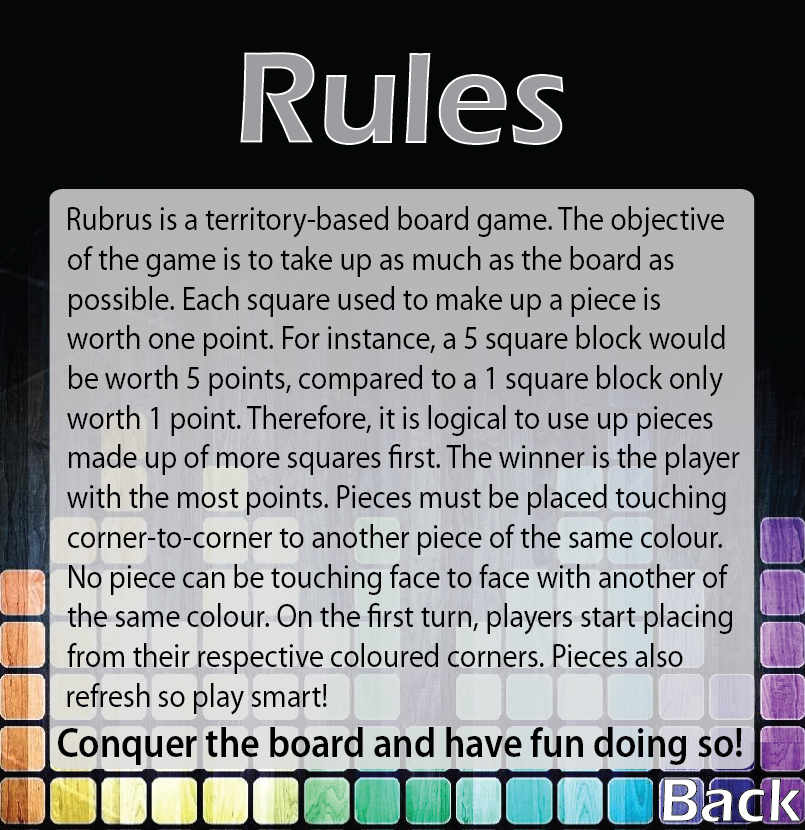 Rules
Rubrus is a territory-based board game. The objective
of the game is to take up as much as the board as
possible. Each square used to make up a piece is
worth one point. For instance, a 5 square block would
be worth 5 points, compared to a 1 square block only
worth 1 point. Therefore, it is logical to use up pieces
made up of more squares first. The winner is the player
with the most points. Pieces must be placed touching
corner-to-corner to another piece of the same colour.
No piece can be touching face to face with another of
the same colour. On the first turn, players start placing
from their respective coloured corners. Pieces also
refresh so play smart!
Conquer the board and have fun doing so!
Back